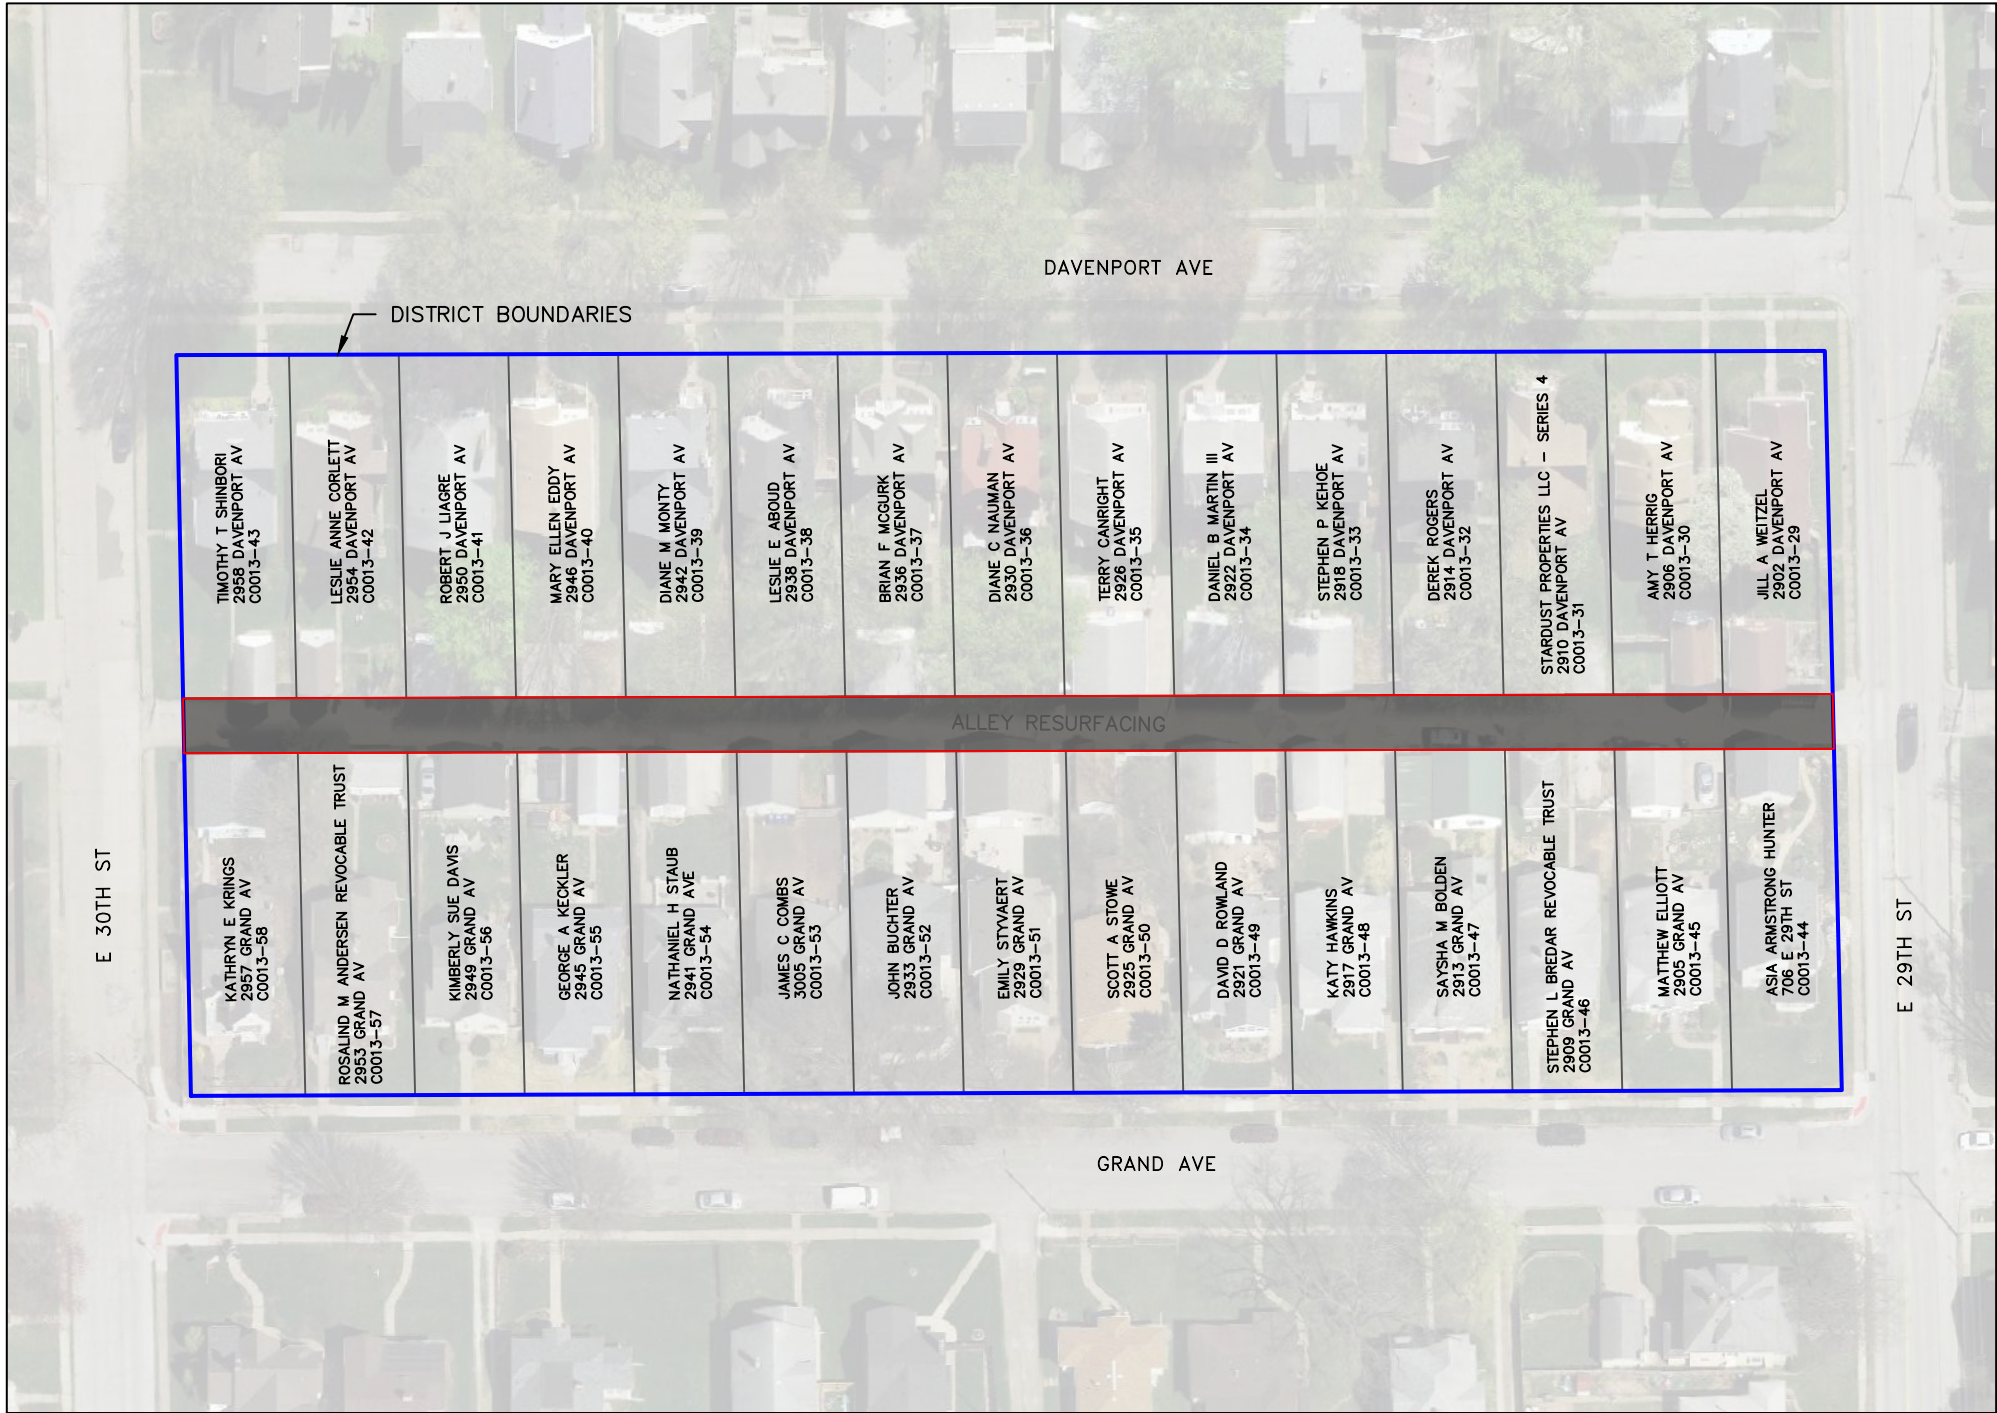 DAVENPORT AVE
DISTRICT BOUNDARIES
TIMOTHY T SHINBORI
2958 DAVENPORT AV
C0013-43
LESLIE ANNE CORLETT
2954 DAVENPORT AV
C0013-42
ROBERT J LIAGRE
2950 DAVENPORT AV
C0013-41
MARY ELLEN EDDY
2946 DAVENPORT AV
C0013-40
DIANE M MONTY
2942 DAVENPORT AV
C0013-39
LESLIE E ABOUD
2938 DAVENPORT AV
C0013-38
BRIAN F MCGURK
2936 DAVENPORT AV
C0013-37
DIANE C NAUMAN
2930 DAVENPORT AV
C0013-36
TERRY CANRIGHT
2926 DAVENPORT AV
C0013-35
DANIEL B MARTIN III
2922 DAVENPORT AV
C0013-34
STEPHEN P KEHOE
2918 DAVENPORT AV
C0013-33
DEREK ROGERS
2914 DAVENPORT AV
C0013-32
STARDUST PROPERTIES LLC - SERIES 4
2910 DAVENPORT AV
C0013-31
AMY T HERRIG
2906 DAVENPORT AV
C0013-30
JILL A WEITZEL
2902 DAVENPORT AV
C0013-29
ALLEY RESURFACING
E 30TH ST
KATHRYN E KRINGS
2957 GRAND AV
C0013-58
ROSALIND M ANDERSEN REVOCABLE TRUST
2953 GRAND AV
C0013-57
KIMBERLY SUE DAVIS
2949 GRAND AV
C0013-56
GEORGE A KECKLER
2945 GRAND AV
C0013-55
NATHANIEL H STAUB
2941 GRAND AVE
C0013-54
JAMES C COMBS
3005 GRAND AV
C0013-53
JOHN BUCHTER
2933 GRAND AV
C0013-52
EMILY STYVAERT
2929 GRAND AV
C0013-51
SCOTT A STOWE
2925 GRAND AV
C0013-50
DAVID D ROWLAND
2921 GRAND AV
C0013-49
KATY HAWKINS
2917 GRAND AV
C0013-48
SAYSHA M BOLDEN
2913 GRAND AV
C0013-47
STEPHEN L BREDAR REVOCABLE TRUST
2909 GRAND AV
C0013-46
MATTHEW ELLIOTT
2905 GRAND AV
C0013-45
ASIA ARMSTRONG HUNTER
706 E 29TH ST
C0013-44
E 29TH ST
GRAND AVE